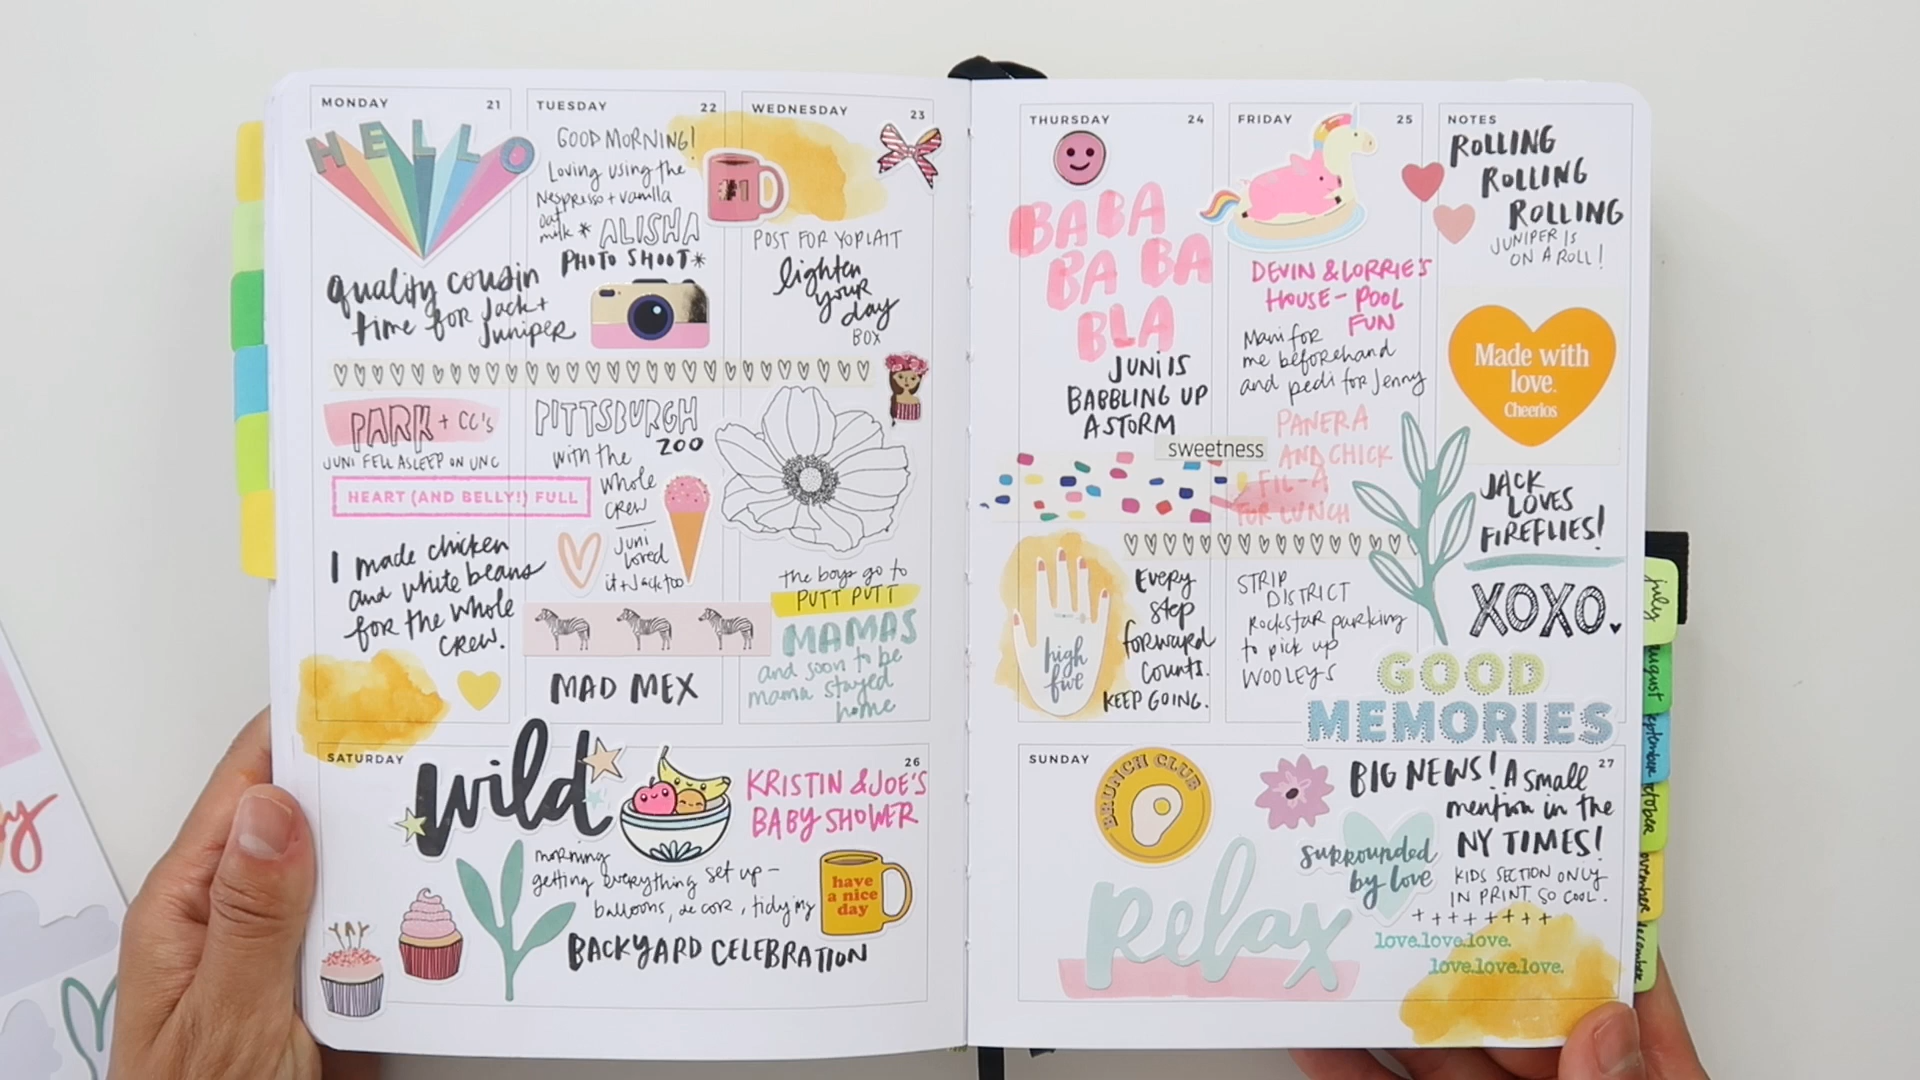 MONDAY 21
HELLO
quality cousin
time for Jack +
Juniper
PARK + CC's
JUNI FELL ASLEEP ON UNC
HEART (AND BELLY!) FULL
I made chicken
and white beans
for the whole
crew.
TUESDAY 22
GOOD MORNING!
Loving using the
Nespresso + vanilla
oat
milk * ALISHA
PHOTO SHOOT *
PITTSBURGH
ZOO
with the
whole
crew
Juni
loved
it + Jack too
MAD MEX
WEDNESDAY 23
#1
POST FOR YOPLAIT
lighten
your
day
BOX
the boys go to
PUTT PUTT
MAMAS
and soon to be
mama stayed
home
THURSDAY 24
BA BA
BA BA
BLA
JUNI IS
BABBLING UP
A STORM
sweetness
high
five
Every
step
forward
counts.
KEEP GOING.
FRIDAY 25
DEVIN & LORRIE'S
HOUSE - POOL
FUN
Mani for
me beforehand
and pedi for Jenny
PANERA
AND CHICK
FIL-A
FOR LUNCH
STRIP
DISTRICT
Rockstar parking
to pick up
WOOLEYS
NOTES
ROLLING
ROLLING
ROLLING
JUNIPER IS
ON A ROLL!
Made with
love.
Cheerios
JACK
LOVES
FIREFLIES!
XOXO.
GOOD
MEMORIES
SATURDAY 26
wild
KRISTIN & JOE'S
BABY SHOWER
morning
getting everything set up -
balloons, decor, tidying
BACKYARD CELEBRATION
have
a nice
day
YAY
SUNDAY 27
BRUNCH CLUB
BIG NEWS! A small
mention in the
NY TIMES!
KIDS SECTION ONLY
IN PRINT. SO COOL.
+ + + + + + + +
surrounded
by love
relax
love.love.love.
love.love.love.
july
august
september
october
november
december